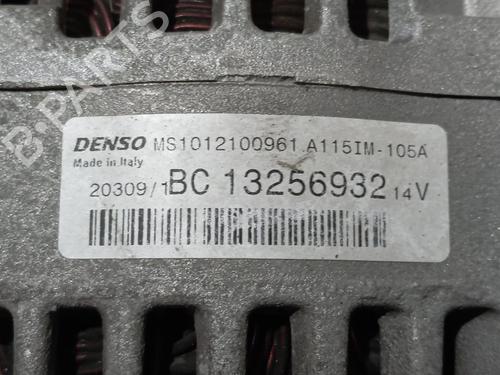 B-PARTS
DENSO MS1012100961 A115IM-105A
Made in Italy
20309/1 BC 13256932 14V